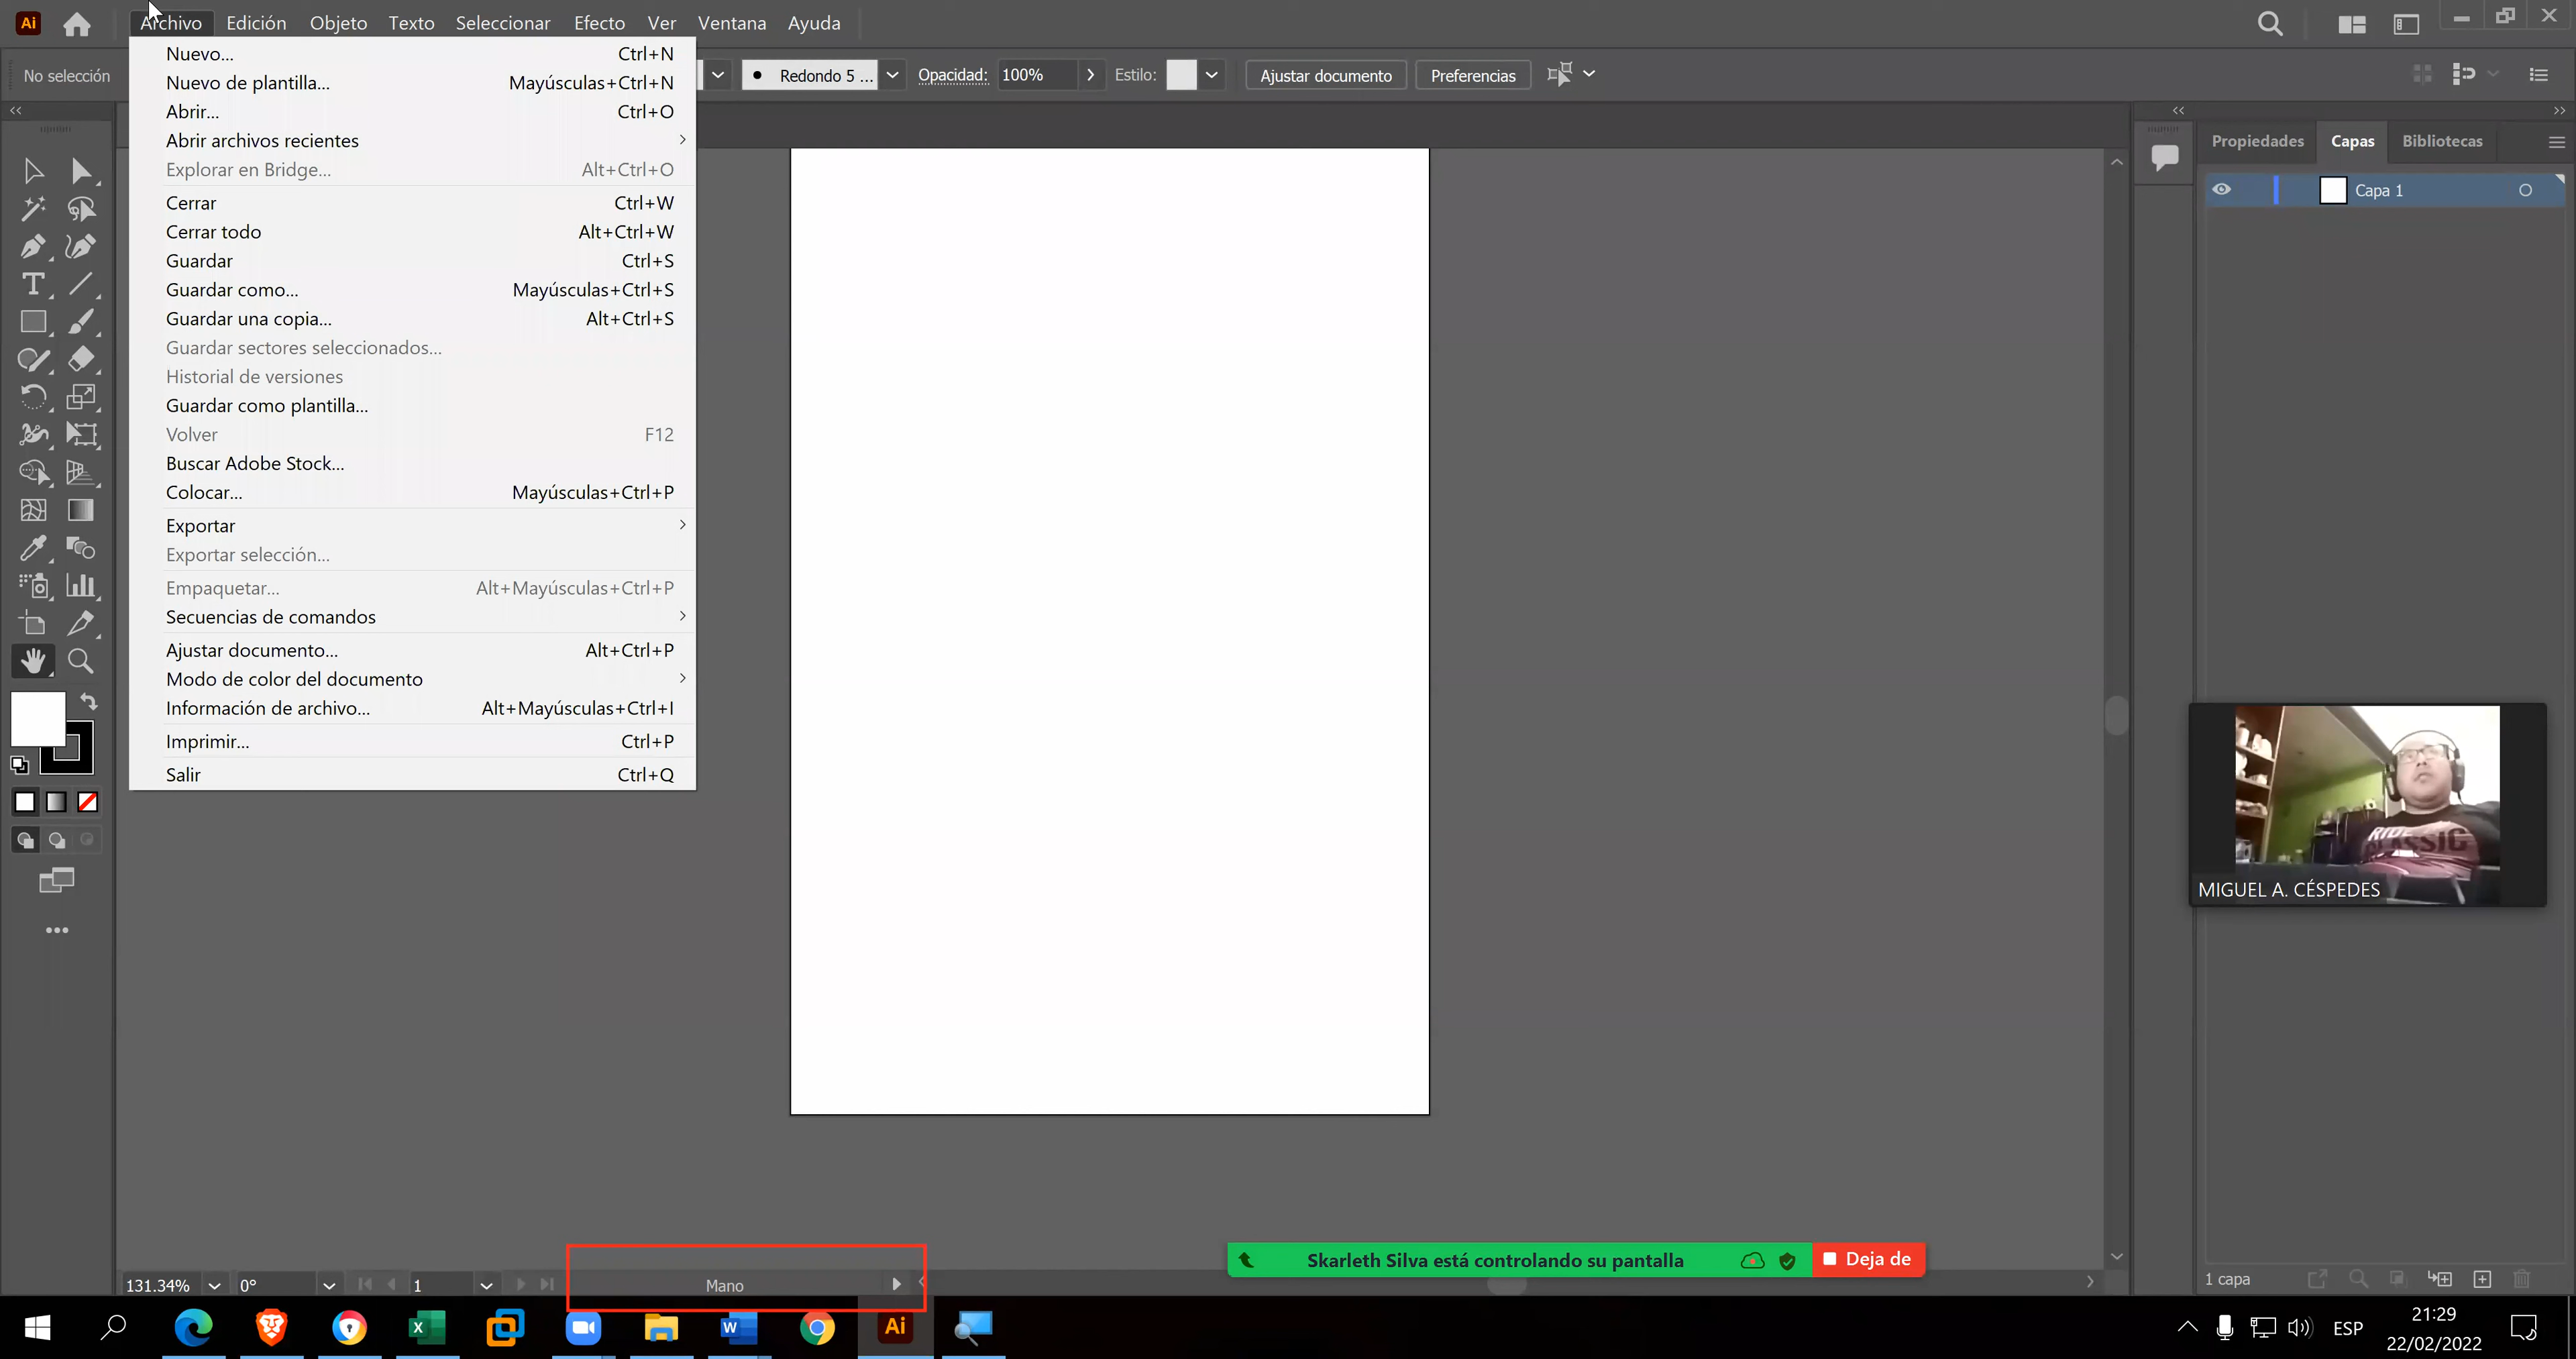 Ai Archivo Edición Objeto Texto Seleccionar Efecto Ver Ventana Ayuda
No selección Redondo 5 ... Opacidad: 100% Estilo: Ajustar documento Preferencias
Nuevo... Ctrl+N
Nuevo de plantilla... Mayúsculas+Ctrl+N
Abrir... Ctrl+O
Abrir archivos recientes
Explorar en Bridge... Alt+Ctrl+O
Cerrar Ctrl+W
Cerrar todo Alt+Ctrl+W
Guardar Ctrl+S
Guardar como... Mayúsculas+Ctrl+S
Guardar una copia... Alt+Ctrl+S
Guardar sectores seleccionados...
Historial de versiones
Guardar como plantilla...
Volver F12
Buscar Adobe Stock...
Colocar... Mayúsculas+Ctrl+P
Exportar
Exportar selección...
Empaquetar... Alt+Mayúsculas+Ctrl+P
Secuencias de comandos
Ajustar documento... Alt+Ctrl+P
Modo de color del documento
Información de archivo... Alt+Mayúsculas+Ctrl+I
Imprimir... Ctrl+P
Salir Ctrl+Q
Propiedades Capas Bibliotecas
Capa 1
RIDE
CLASSIC
MIGUEL A. CÉSPEDES
Skarleth Silva está controlando su pantalla Deja de
131.34% 0° 1 Mano
1 capa
Ai
ESP
21:29
22/02/2022